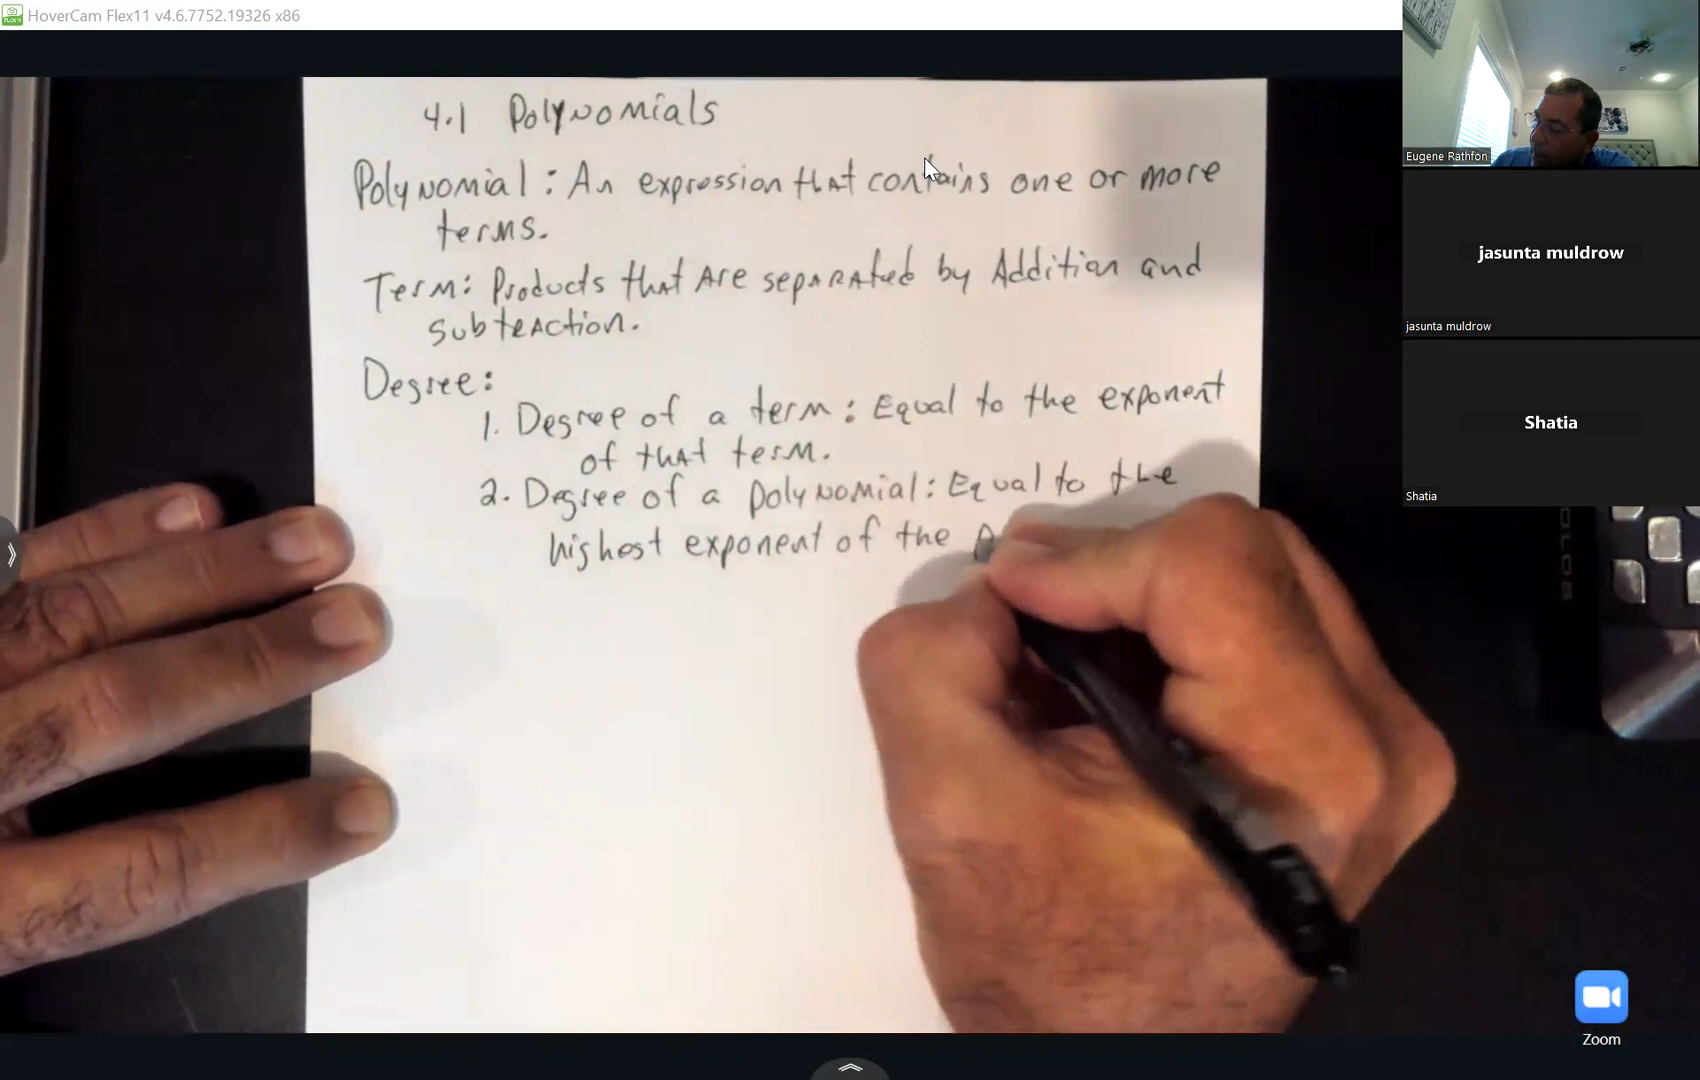 HoverCam Flex11 v4.6.7752.19326 x86
4.1 Polynomials
Polynomial: An expression that contains one or more
terms.
Term: Products that are separated by Addition and
subtraction.
Degree:
1. Degree of a term: Equal to the exponent
of that term.
2. Degree of a polynomial: Equal to the
highest exponent of the
Eugene Rathfon
jasunta muldrow
jasunta muldrow
Shatia
Shatia
Zoom